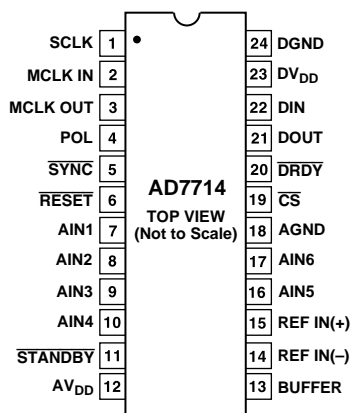 SCLK 1 24 DGND
MCLK IN 2 23 DVDD
MCLK OUT 3 22 DIN
POL 4 21 DOUT
SYNC 5 20 DRDY
RESET 6 19 CS
AD7714
TOP VIEW
(Not to Scale)
AIN1 7 18 AGND
AIN2 8 17 AIN6
AIN3 9 16 AIN5
AIN4 10 15 REF IN(+)
STANDBY 11 14 REF IN(–)
AVDD 12 13 BUFFER